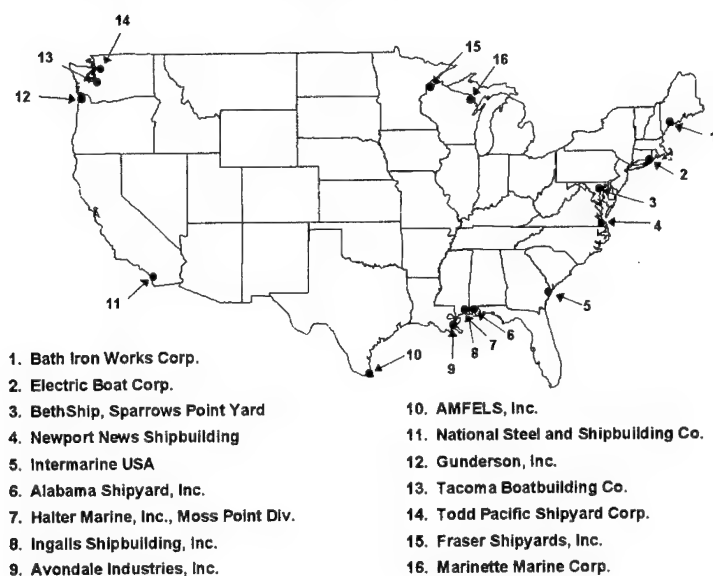 14
15
13
16
12
1
2
3
4
11
5
10
9
8
7
6
1. Bath Iron Works Corp.
2. Electric Boat Corp.
3. BethShip, Sparrows Point Yard
4. Newport News Shipbuilding
5. Intermarine USA
6. Alabama Shipyard, Inc.
7. Halter Marine, Inc., Moss Point Div.
8. Ingalls Shipbuilding, Inc.
9. Avondale Industries, Inc.
10. AMFELS, Inc.
11. National Steel and Shipbuilding Co.
12. Gunderson, Inc.
13. Tacoma Boatbuilding Co.
14. Todd Pacific Shipyard Corp.
15. Fraser Shipyards, Inc.
16. Marinette Marine Corp.